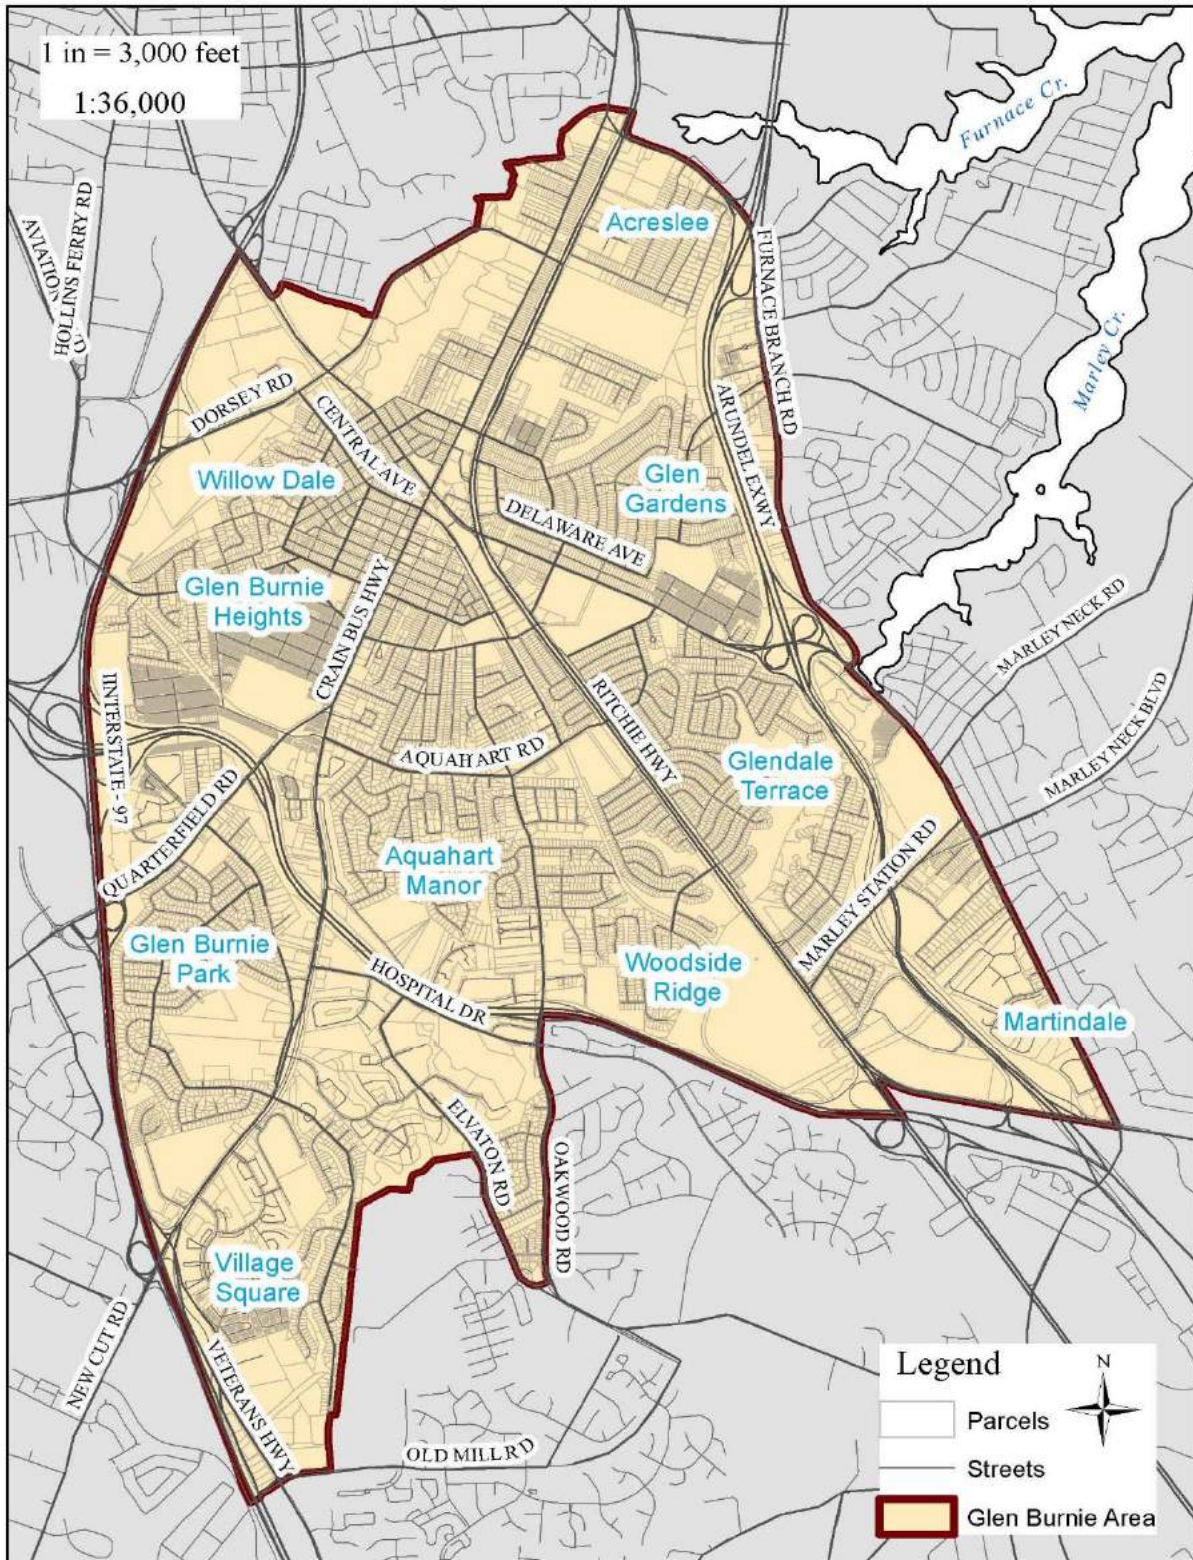 1 in = 3,000 feet
1:36,000
Furnace Cr.
Marley Cr.
AVIATION
HOLLINS FERRY RD
Acreslee
FURNACE BRANCH RD
DORSEY RD
CENTRAL AVE
ARUNDEL EXWY
Willow Dale
Glen
Gardens
DELAWARE AVE
Glen Burnie
Heights
CRAIN BUS HWY
MARLEY NECK RD
MARLEY NECK BLVD
IINTERSTATE - 97
RITCHIE HWY
AQUAHART RD
Glendale
Terrace
QUARTERFIELD RD
Aquahart
Manor
MARLEY STATION RD
Glen Burnie
Park
HOSPITAL DR
Woodside
Ridge
Martindale
ELVATON RD
OAKWOOD RD
Village
Square
NEW CUT RD
VETERANS HWY
OLD MILL RD
Legend
N
Parcels
Streets
Glen Burnie Area